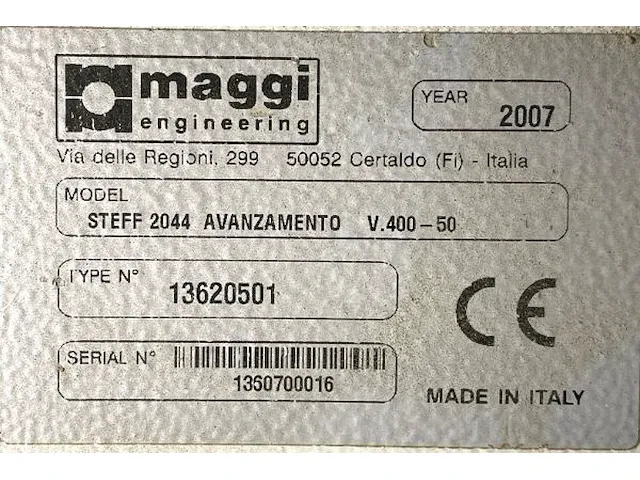 maggi
engineering
YEAR 2007
Via delle Regioni, 299 50052 Certaldo (Fi) - Italia
MODEL
STEFF 2044 AVANZAMENTO V.400-50
TYPE N°
13620501
CE
SERIAL N°
1350700016
MADE IN ITALY